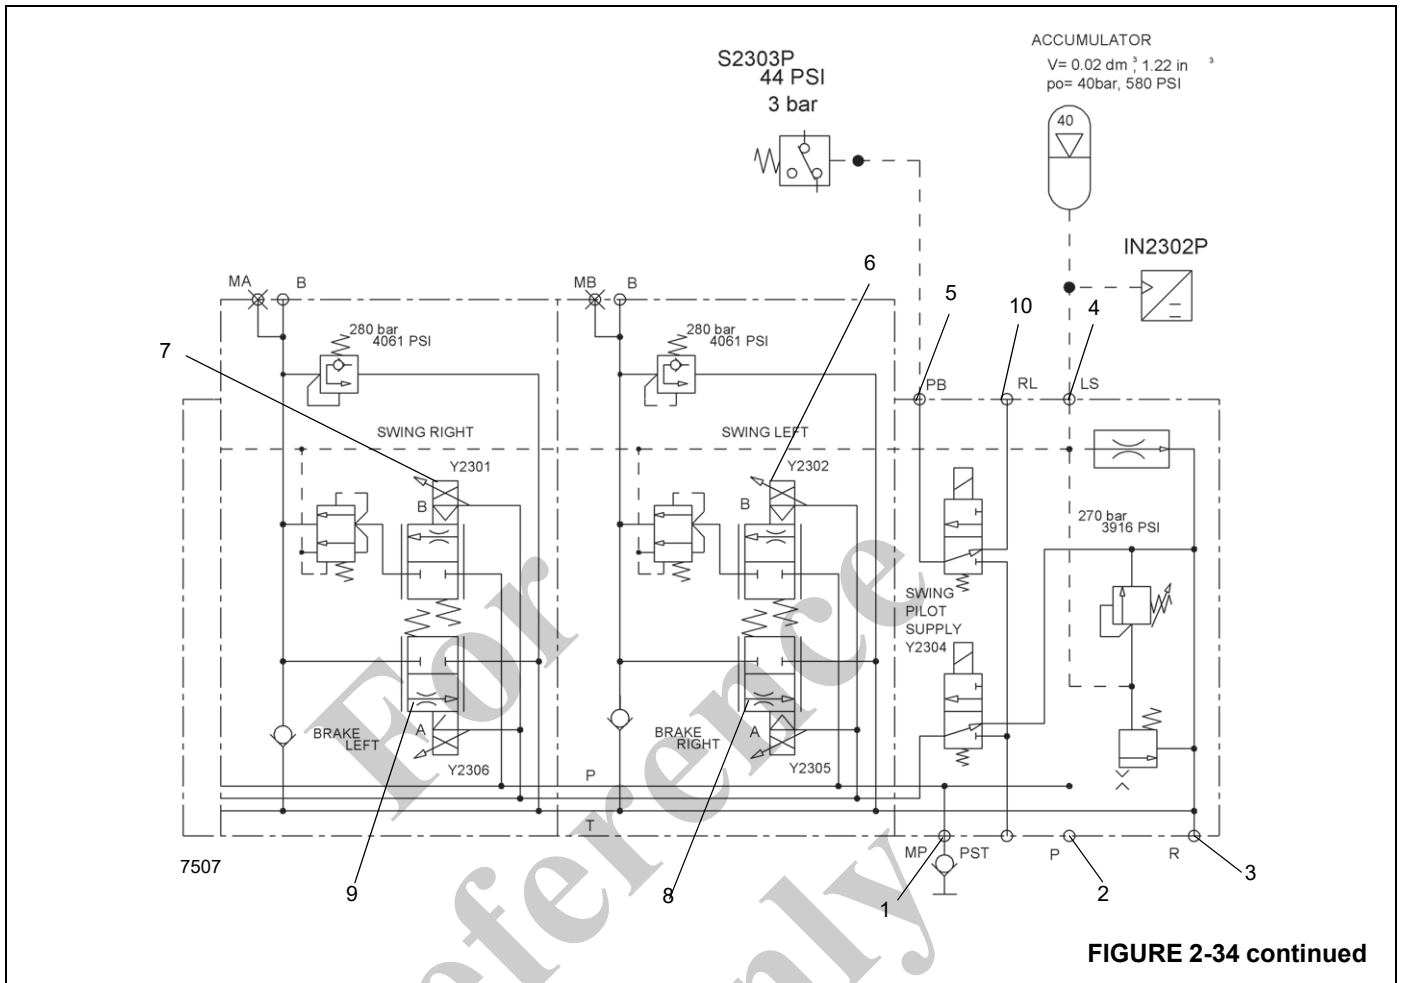 ACCUMULATOR
V= 0.02 dm³, 1.22 in ³
po= 40bar, 580 PSI
S2303P
44 PSI
3 bar
40
IN2302P
6
5
10
4
7
MA
B
MB
B
280 bar
4061 PSI
280 bar
4061 PSI
PB
RL
LS
SWING RIGHT
SWING LEFT
Y2301
Y2302
B
B
270 bar
3916 PSI
SWING
PILOT
SUPPLY
Y2304
BRAKE
LEFT
A
BRAKE
RIGHT
A
Y2306
Y2305
P
T
MP
PST
P
R
7507
9
8
1
2
3
For
Reference
Only
FIGURE 2-34 continued